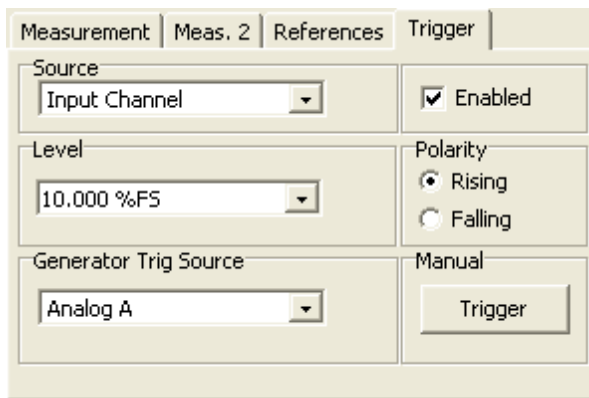 Measurement Meas. 2 References Trigger
Source
Input Channel
Enabled
Level
10.000 %FS
Polarity
Rising
Falling
Generator Trig Source
Analog A
Manual
Trigger